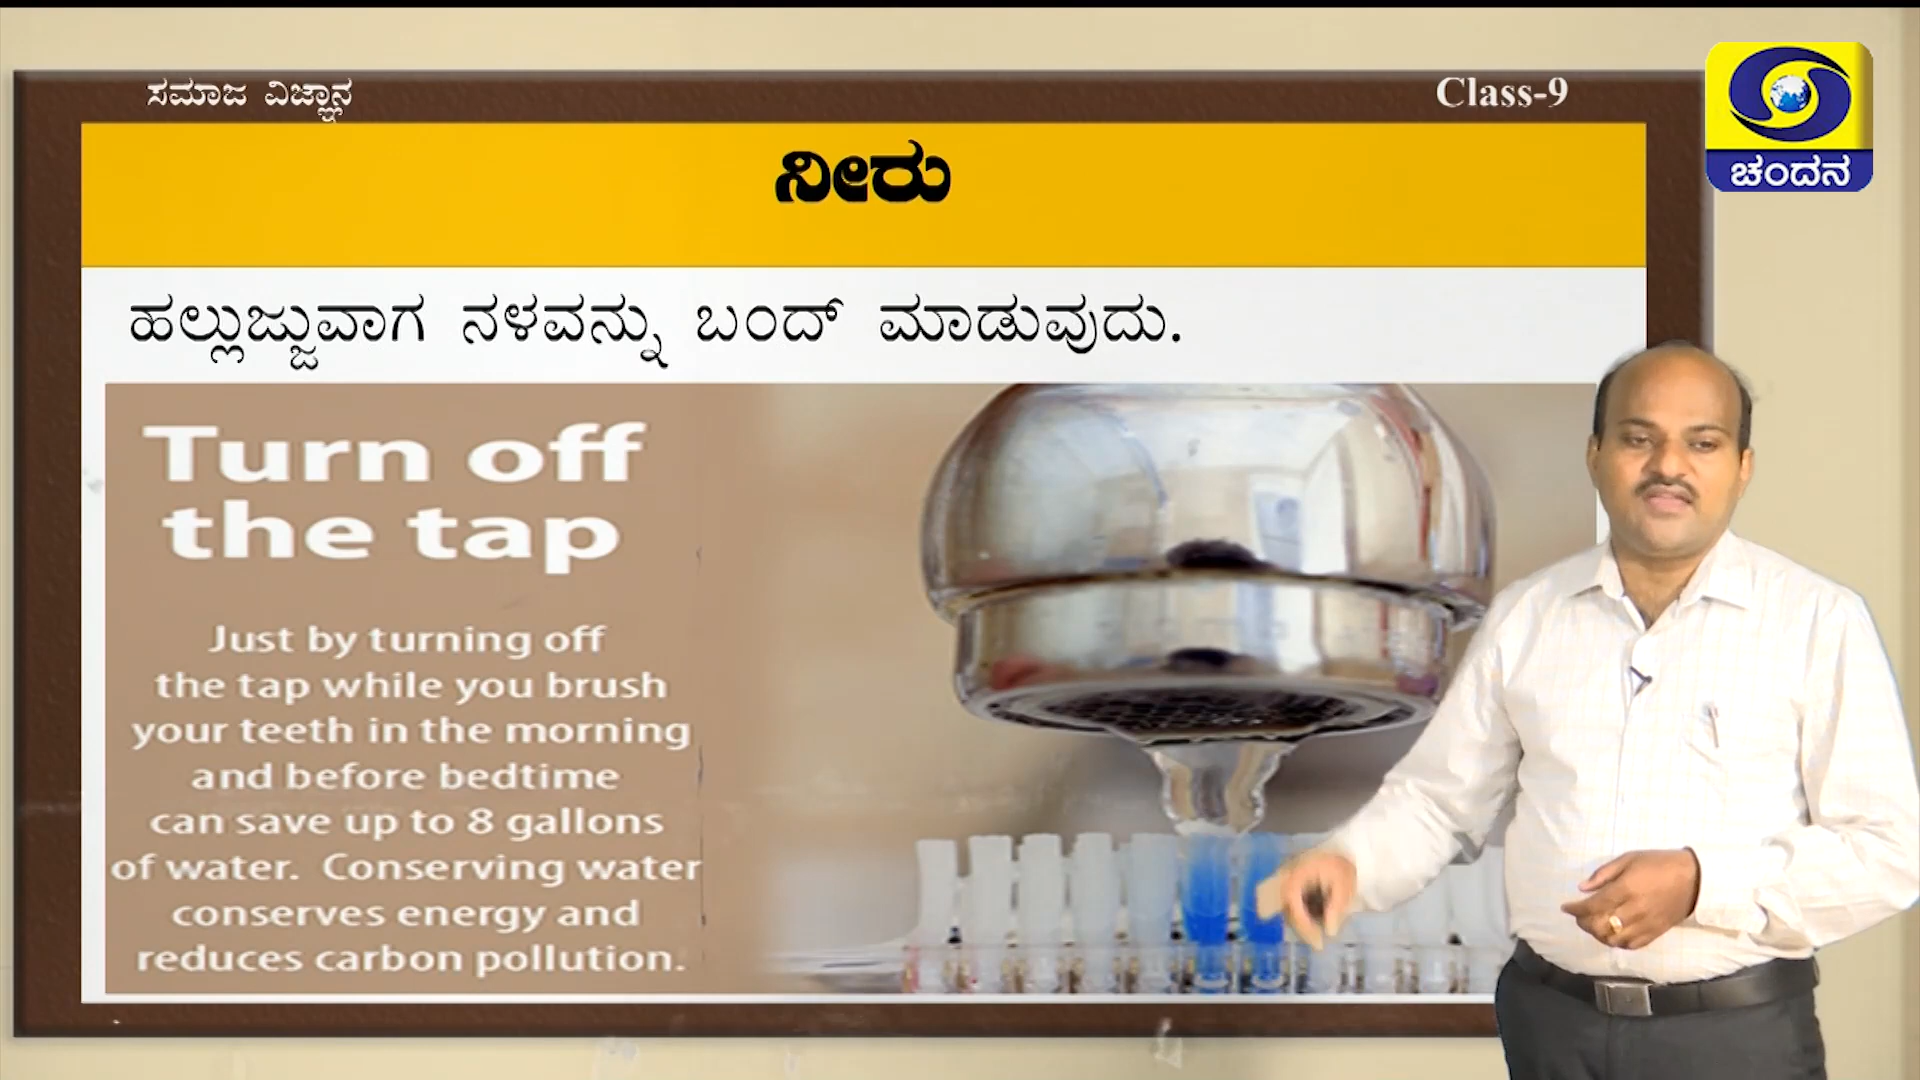 ಸಮಾಜ ವಿಜ್ಞಾನ
Class-9
ಚಂದನ
ನೀರು
ಹಲ್ಲುಜ್ಜುವಾಗ ನಳವನ್ನು ಬಂದ್ ಮಾಡುವುದು.
Turn off
the tap
Just by turning off
the tap while you brush
your teeth in the morning
and before bedtime
can save up to 8 gallons
of water. Conserving water
conserves energy and
reduces carbon pollution.